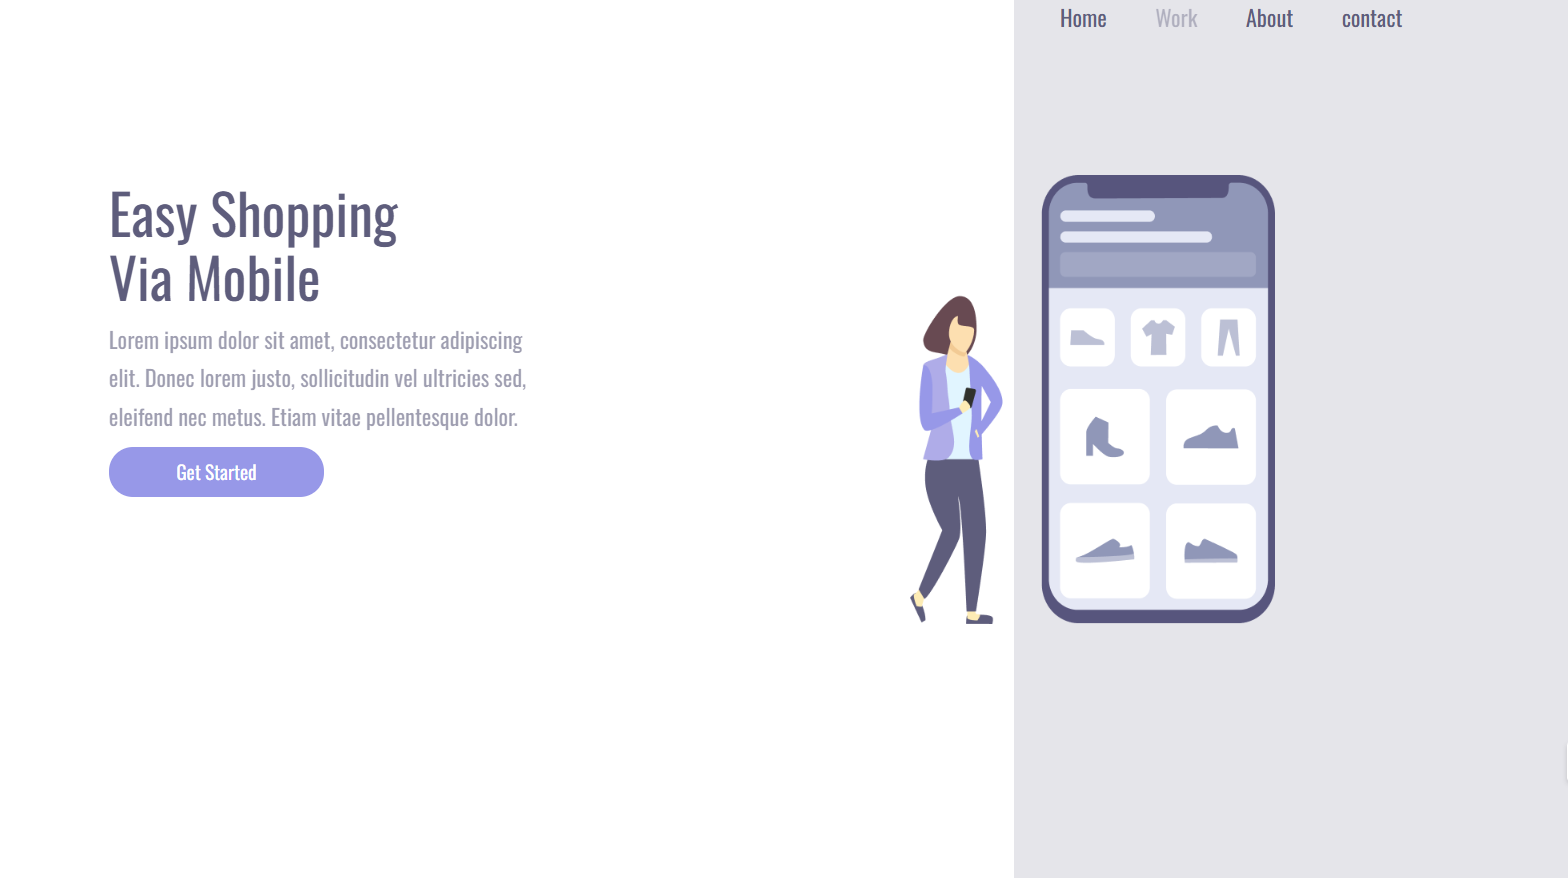 Home Work About contact
Easy Shopping
Via Mobile
Lorem ipsum dolor sit amet, consectetur adipiscing
elit. Donec lorem justo, sollicitudin vel ultricies sed,
eleifend nec metus. Etiam vitae pellentesque dolor.
Get Started